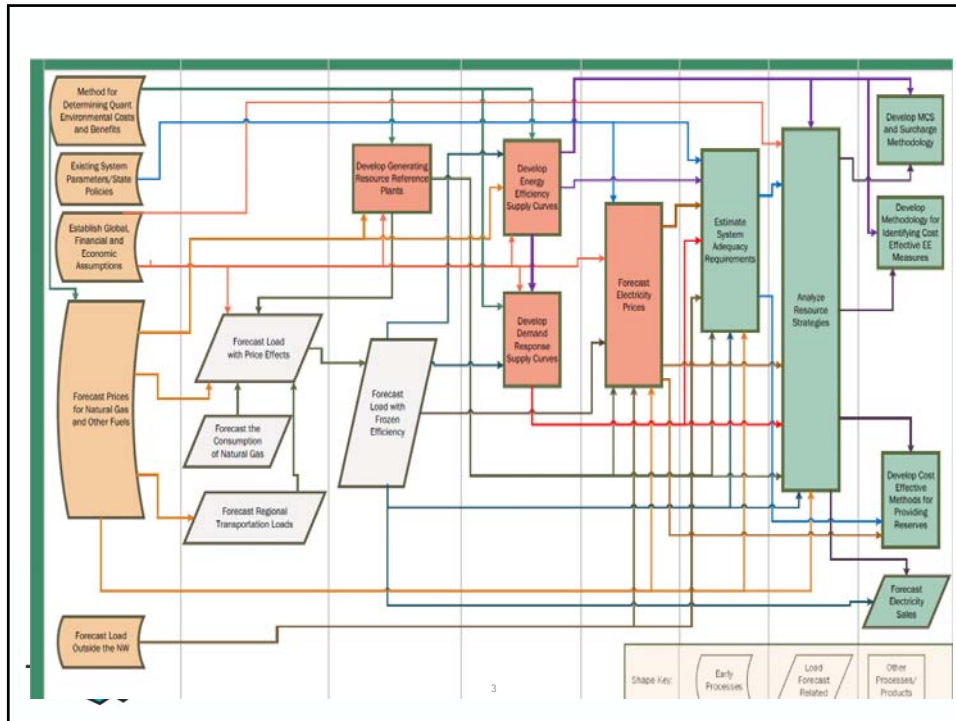 Method for
Determining Quant
Environmental Costs
and Benefits
Existing System
Parameters/State
Policies
Establish Global,
Financial and
Economic
Assumptions
Forecast Prices
for Natural Gas
and Other Fuels
Forecast Load
Outside the NW
Forecast Load
with Price Effects
Forecast the
Consumption
of Natural Gas
Forecast Regional
Transportation Loads
Develop Generating
Resource Reference
Plants
Forecast
Load with
Frozen
Efficiency
Develop
Energy
Efficiency
Supply Curves
Develop
Demand
Response
Supply Curves
Forecast
Electricity
Prices
Estimate
System
Adequacy
Requirements
Analyze
Resource
Strategies
Develop MCS
and Surcharge
Methodology
Develop
Methodology for
Identifying Cost
Effective EE
Measures
Develop Cost
Effective
Methods for
Providing
Reserves
Forecast
Electricity
Sales
Shape Key:
Early
Processes
Load
Forecast
Related
Other
Processes/
Products
3